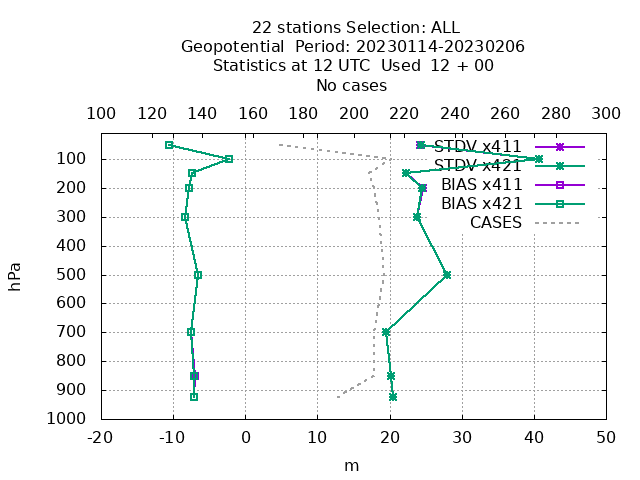 22 stations Selection: ALL
Geopotential  Period: 20230114-20230206
Statistics at 12 UTC  Used  12 + 00
No cases
100 120 140 160 180 200 220 240 260 280 300
STDV x411
STDV x421
BIAS x411
BIAS x421
CASES
100
200
300
400
500
600
700
800
900
1000
hPa
-20 -10 0 10 20 30 40 50
m